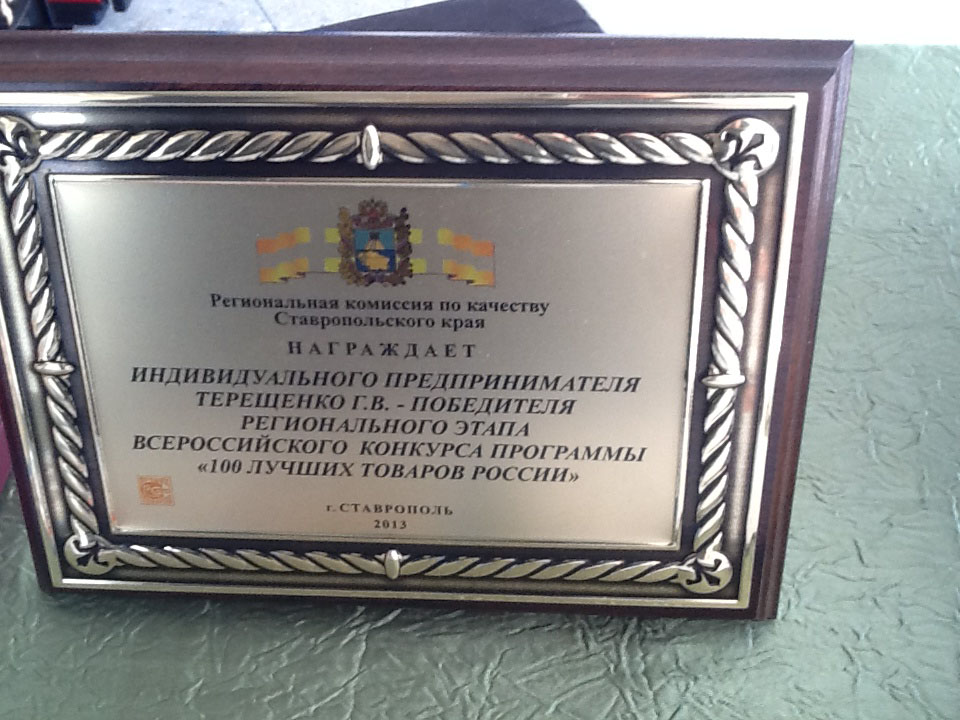 Региональная комиссия по качеству
Ставропольского края
НАГРАЖДАЕТ
ИНДИВИДУАЛЬНОГО ПРЕДПРИНИМАТЕЛЯ
ТЕРЕЩЕНКО Г.В. - ПОБЕДИТЕЛЯ
РЕГИОНАЛЬНОГО ЭТАПА
ВСЕРОССИЙСКОГО КОНКУРСА ПРОГРАММЫ
«100 ЛУЧШИХ ТОВАРОВ РОССИИ»
г. СТАВРОПОЛЬ
2013